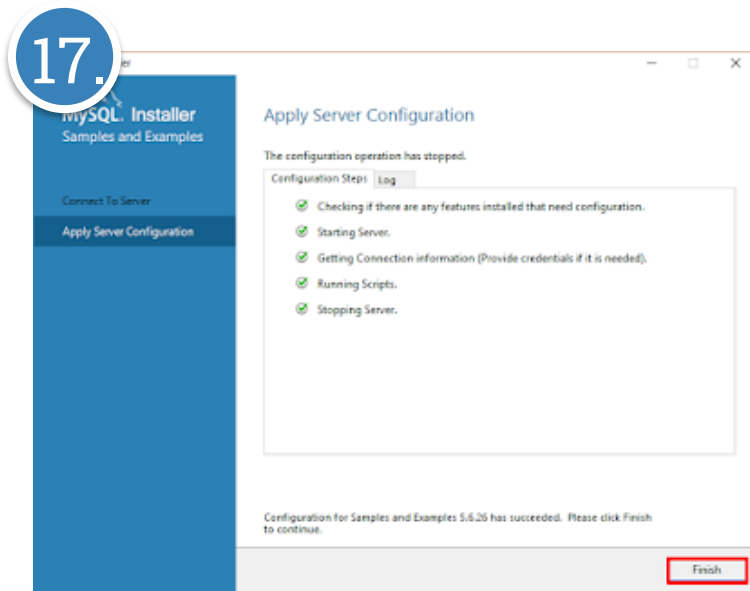 17.
er
MySQL. Installer
Samples and Examples
Apply Server Configuration
The configuration operation has stopped.
Configuration Steps
Log
Connect To Server
Apply Server Configuration
Checking if there are any features installed that need configuration.
Starting Server.
Getting Connection information (Provide credentials if it is needed).
Running Scripts.
Stopping Server.
Configuration for Samples and Examples 5.6.26 has succeeded. Please click Finish
to continue.
Finish